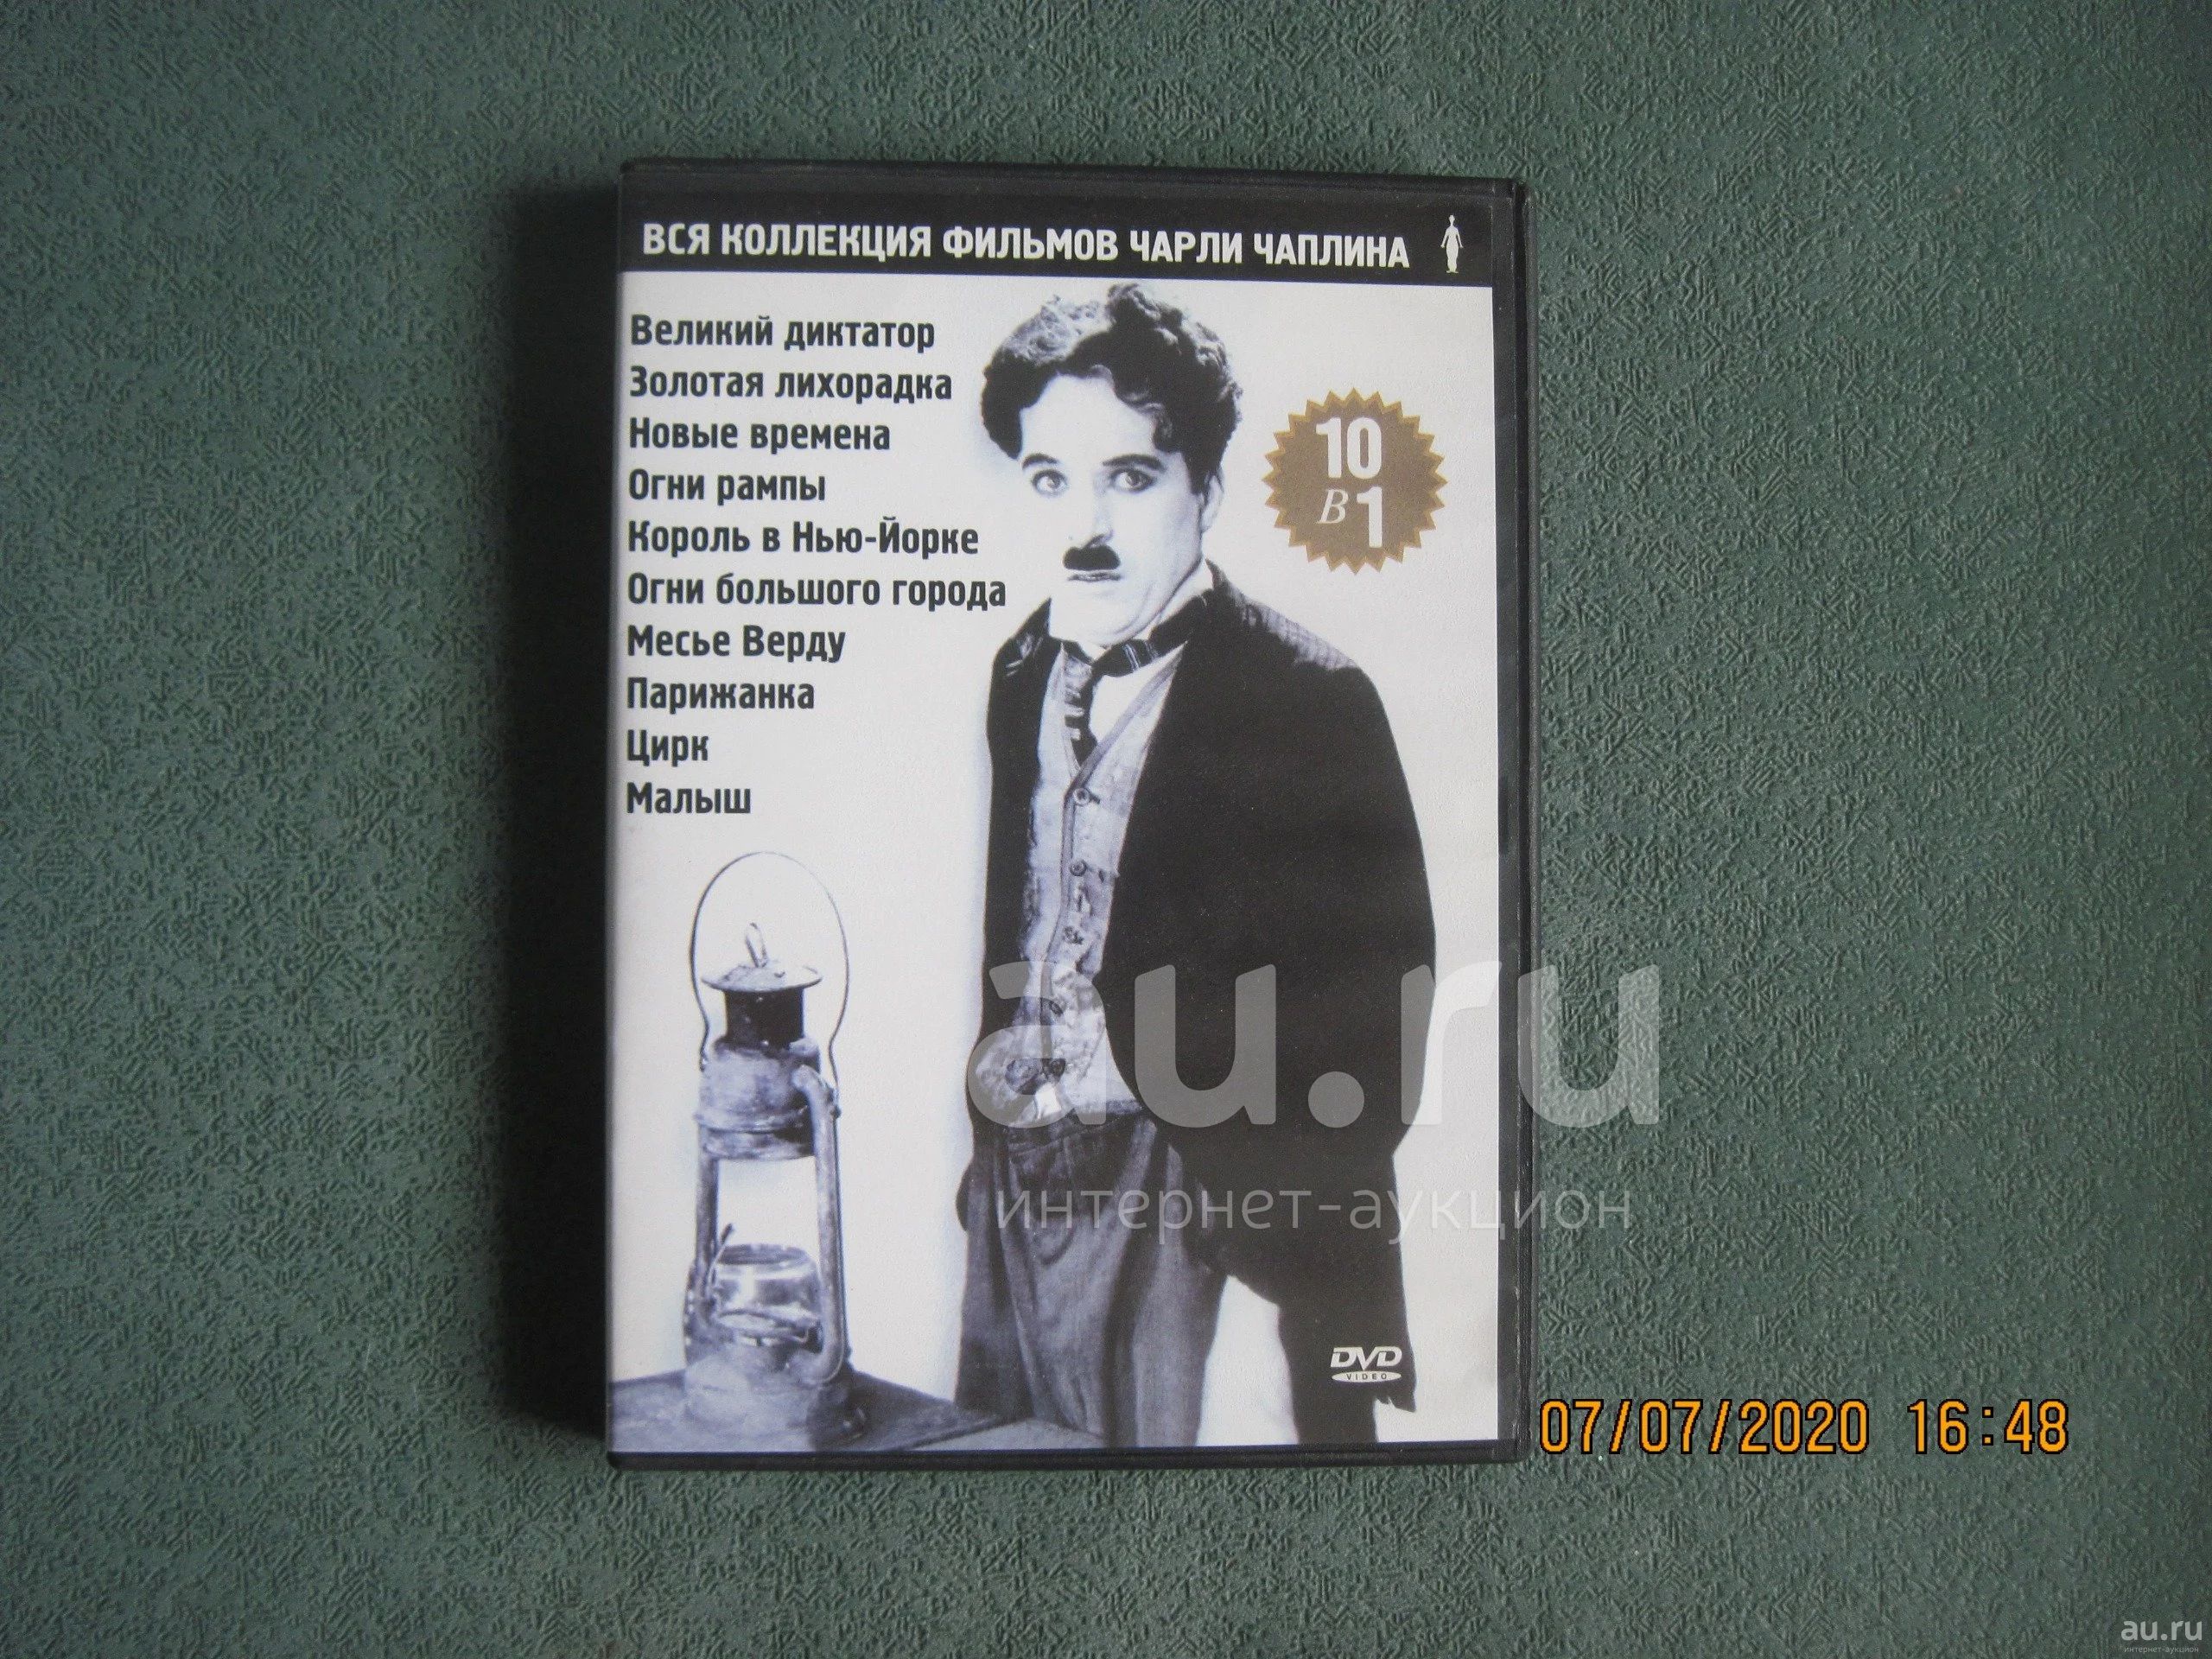 ВСЯ КОЛЛЕКЦИЯ ФИЛЬМОВ ЧАРЛИ ЧАПЛИНА
Великий диктатор
Золотая лихорадка
Новые времена
Огни рампы
Король в Нью-Йорке
Огни большого города
Месье Верду
Парижанка
Цирк
Малыш
10
В 1
au.ru
интернет-аукцион
DVD
VIDEO
07/07/2020 16:48
au.ru
интернет-аукцион